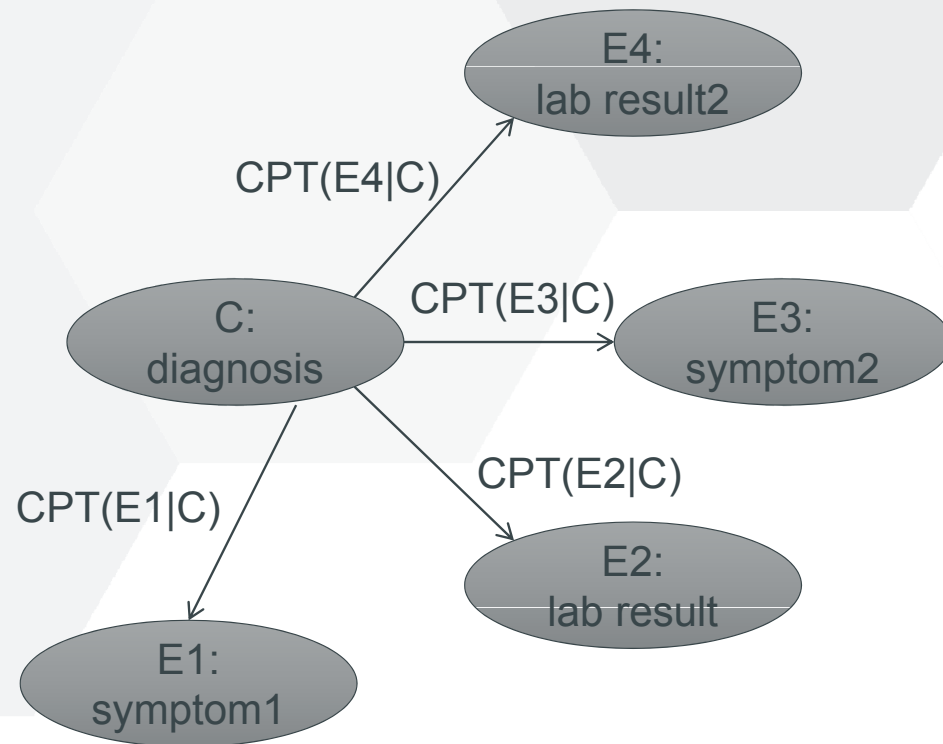 E4:
lab result2
CPT(E4|C)
CPT(E3|C)
C:
diagnosis
E3:
symptom2
CPT(E2|C)
CPT(E1|C)
E2:
lab result
E1:
symptom1